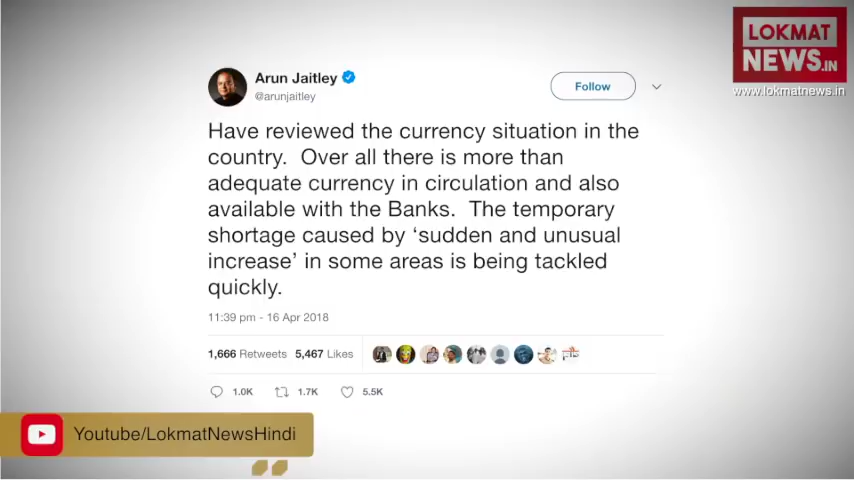 LOKMAT
NEWS.IN
www.lokmatnews.in
Arun Jaitley
@arunjaitley
Follow
Have reviewed the currency situation in the
country. Over all there is more than
adequate currency in circulation and also
available with the Banks. The temporary
shortage caused by ‘sudden and unusual
increase’ in some areas is being tackled
quickly.
11:39 pm - 16 Apr 2018
1,666 Retweets 5,467 Likes
1.0K 1.7K 5.5K
Youtube/LokmatNewsHindi